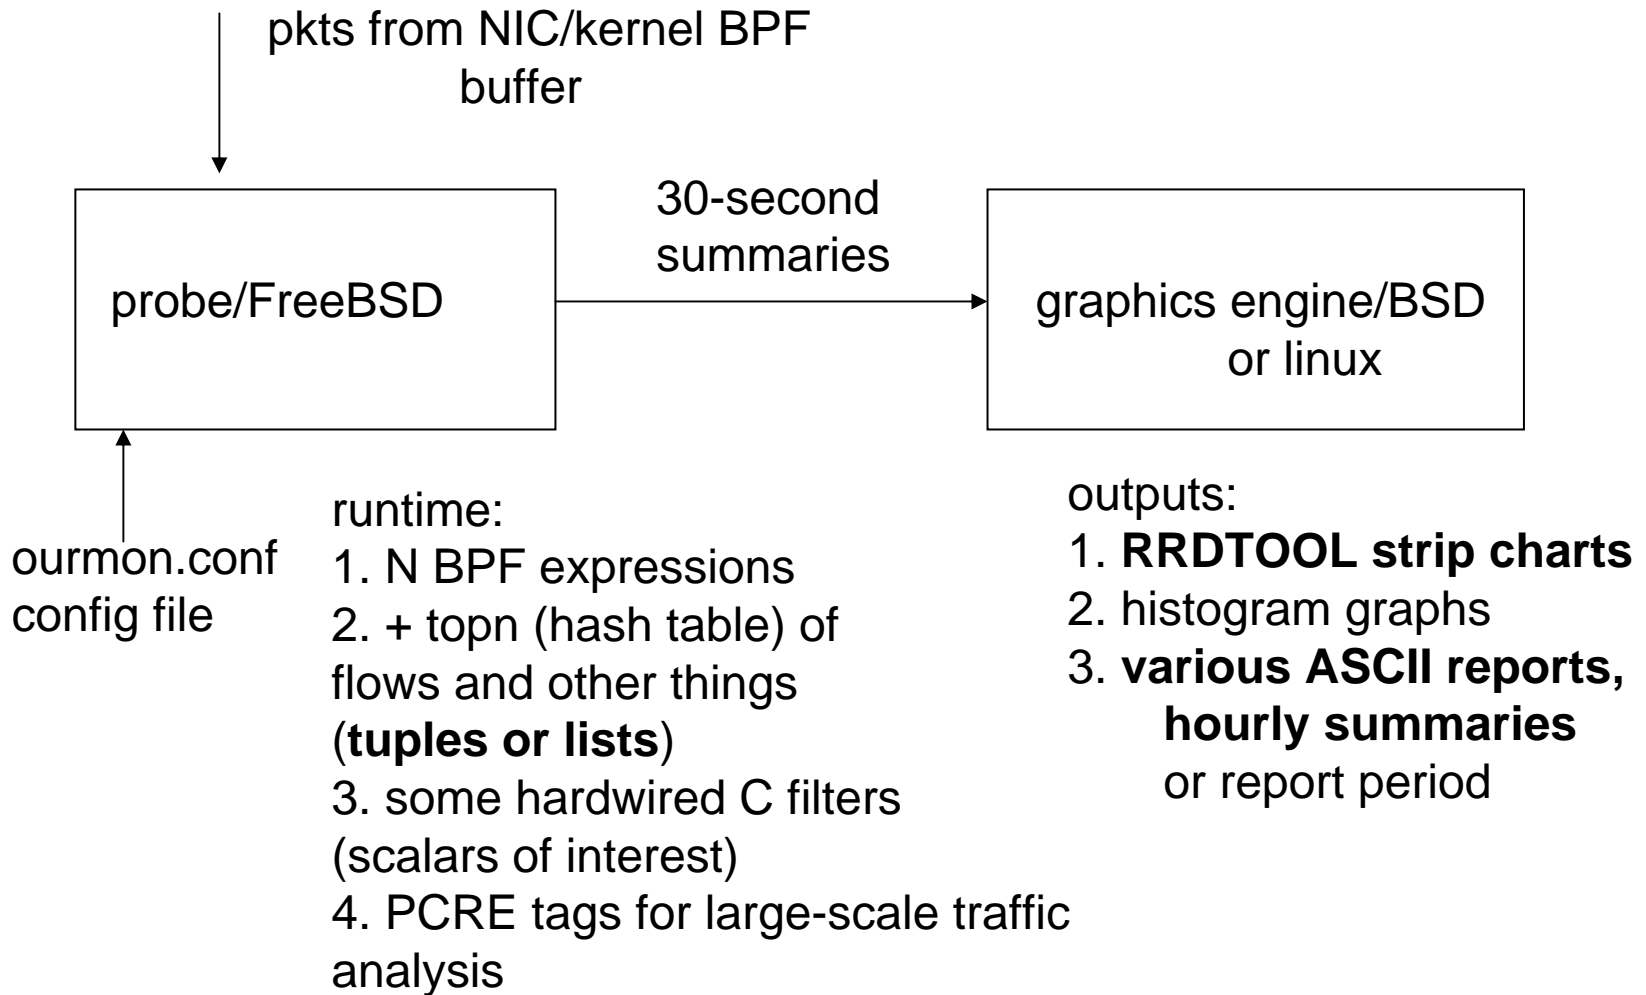 pkts from NIC/kernel BPF
buffer
30-second
summaries
probe/FreeBSD
graphics engine/BSD
or linux
ourmon.conf
config file
runtime:
1. N BPF expressions
2. + topn (hash table) of
flows and other things
(tuples or lists)
3. some hardwired C filters
(scalars of interest)
4. PCRE tags for large-scale traffic
analysis
outputs:
1. RRDTOOL strip charts
2. histogram graphs
3. various ASCII reports,
hourly summaries
or report period